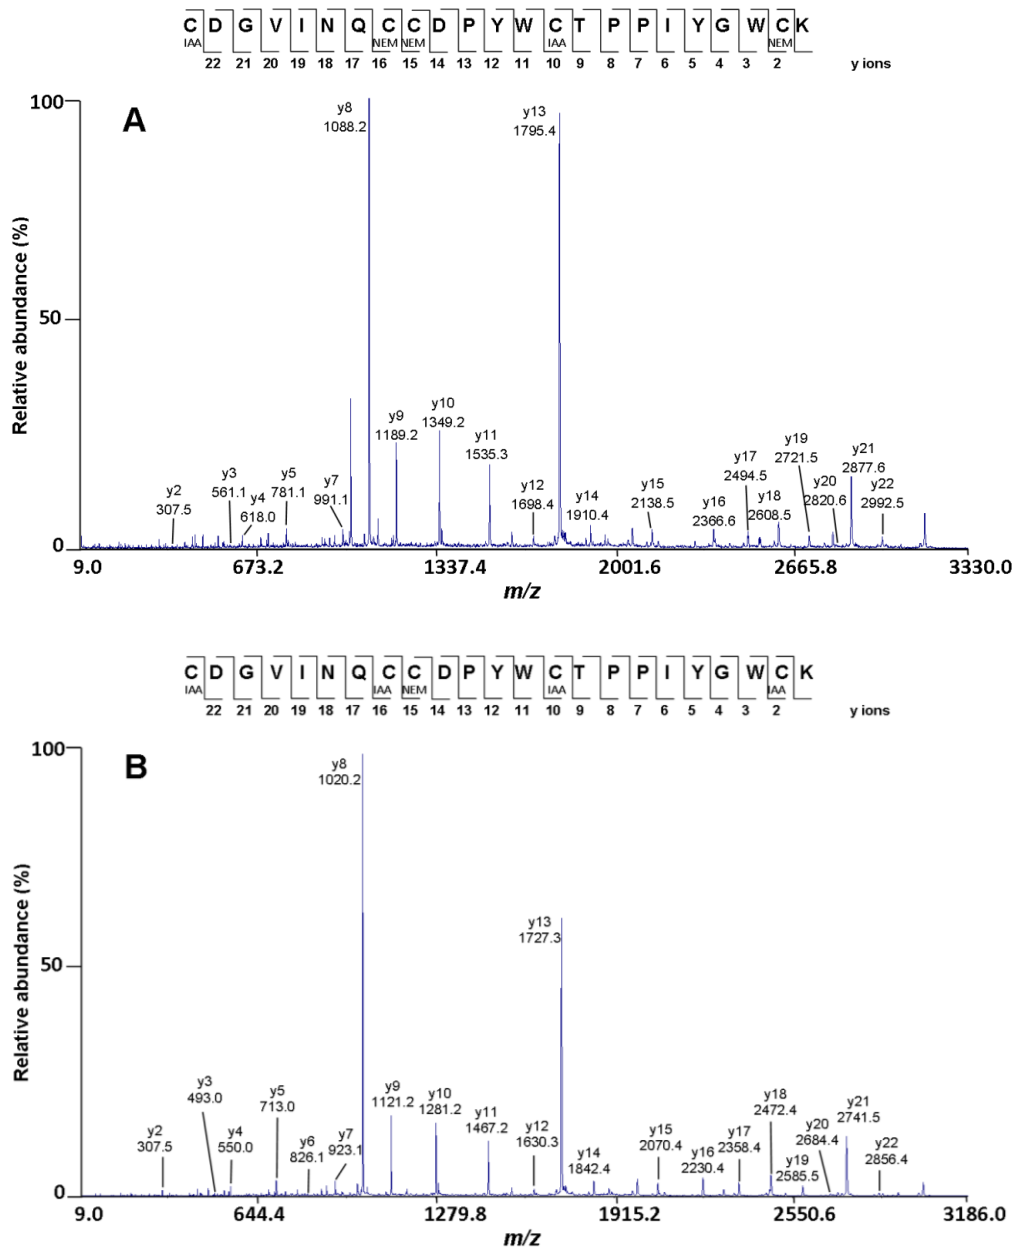 C D G V I N Q C C D P Y W C T P P I Y G W C K
IAA NEM NEM IAA NEM
22 21 20 19 18 17 16 15 14 13 12 11 10 9 8 7 6 5 4 3 2 y ions
A
Relative abundance (%)
100
50
0
y8
1088.2
y13
1795.4
y9
1189.2
y10
1349.2
y11
1535.3
y2
307.5
y3
561.1
y4
618.0
y5
781.1
y7
991.1
y12
1698.4
y14
1910.4
y15
2138.5
y16
2366.6
y17
2494.5
y18
2608.5
y19
2721.5
y20
2820.6
y21
2877.6
y22
2992.5
9.0 673.2 1337.4 2001.6 2665.8 3330.0
m/z
C D G V I N Q C C D P Y W C T P P I Y G W C K
IAA IAA NEM IAA IAA
22 21 20 19 18 17 16 15 14 13 12 11 10 9 8 7 6 5 4 3 2 y ions
B
Relative abundance (%)
100
50
0
y8
1020.2
y13
1727.3
y2
307.5
y3
493.0
y4
550.0
y5
713.0
y6
826.1
y7
923.1
y9
1121.2
y10
1281.2
y11
1467.2
y12
1630.3
y14
1842.4
y15
2070.4
y16
2230.4
y17
2358.4
y18
2472.4
y19
2585.5
y20
2684.4
y21
2741.5
y22
2856.4
9.0 644.4 1279.8 1915.2 2550.6 3186.0
m/z